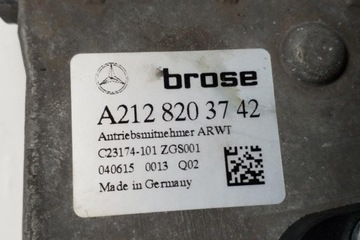 brose
A212 820 37 42
Antriebsmitnehmer ARWT
C23174-101 ZGS001
040615 0013 Q02
Made in Germany